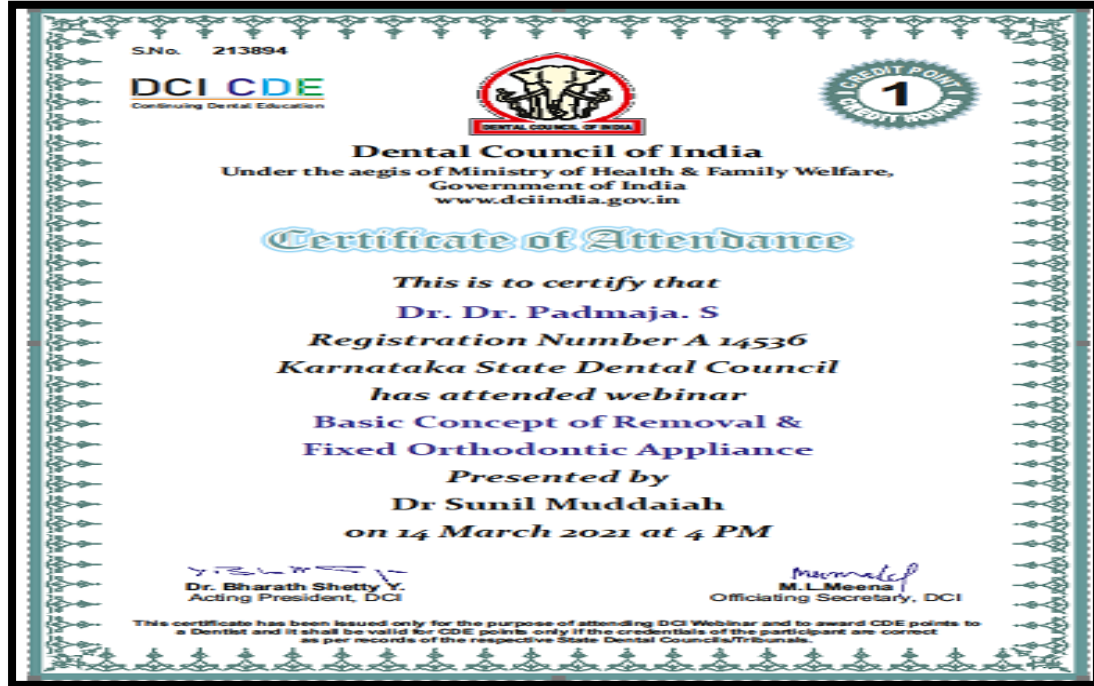 S.No. 213894
DCI CDE
Continuing Dental Education
DENTAL COUNCIL OF INDIA
CREDIT POINT
1
CREDIT HOURS
Dental Council of India
Under the aegis of Ministry of Health & Family Welfare,
Government of India
www.dciindia.gov.in
Certificate of Attendance
This is to certify that
Dr. Dr. Padmaja. S
Registration Number A 14536
Karnataka State Dental Council
has attended webinar
Basic Concept of Removal &
Fixed Orthodontic Appliance
Presented by
Dr Sunil Muddaiah
on 14 March 2021 at 4 PM
Dr. Bharath Shetty Y.
Acting President, DCI
M.L.Meena
Officiating Secretary, DCI
This certificate has been issued only for the purpose of attending DCI Webinar and to award CDE points to
a Dentist and it shall be valid for CDE points only if the credentials of the participant are correct
as per records of the respective State Dental Councils/Tribunals.